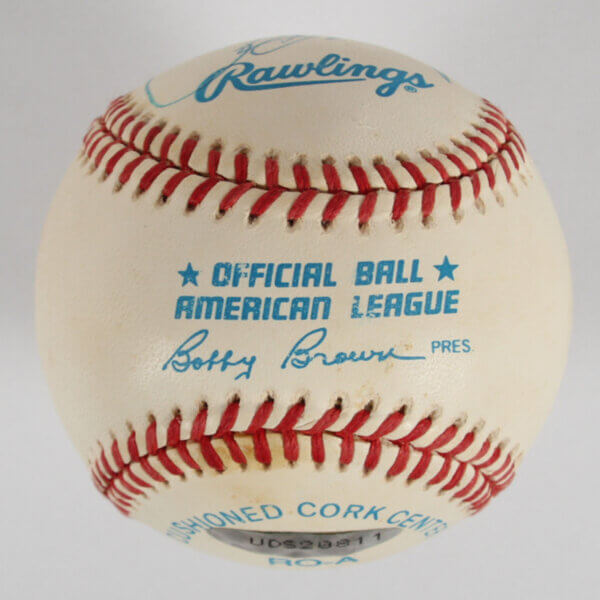 Rawlings®
★ OFFICIAL BALL ★
AMERICAN LEAGUE
Bobby Brown PRES.
CUSHIONED CORK CENTER
UDS20811
RO-A